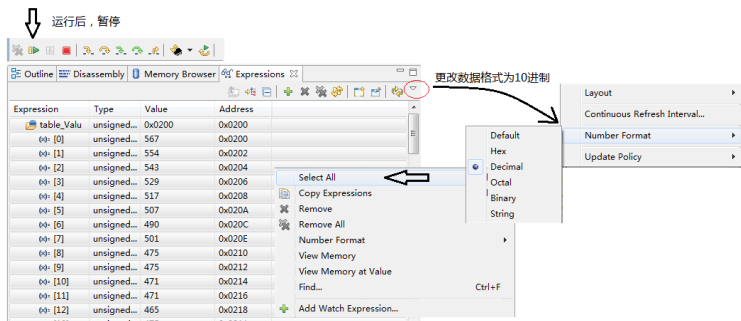 运行后，暂停
Outline Disassembly Memory Browser Expressions
更改数据格式为10进制
Expression Type Value Address
table_Valu unsigned... 0x0200 0x0200
(x)= [0] unsigned... 567 0x0200
(x)= [1] unsigned... 554 0x0202
(x)= [2] unsigned... 543 0x0204
(x)= [3] unsigned... 529 0x0206
(x)= [4] unsigned... 517 0x0208
(x)= [5] unsigned... 507 0x020A
(x)= [6] unsigned... 490 0x020C
(x)= [7] unsigned... 501 0x020E
(x)= [8] unsigned... 475 0x0210
(x)= [9] unsigned... 475 0x0212
(x)= [10] unsigned... 471 0x0214
(x)= [11] unsigned... 471 0x0216
(x)= [12] unsigned... 465 0x0218
Select All
Copy Expressions
Remove
Remove All
Number Format
View Memory
View Memory at Value
Find... Ctrl+F
Add Watch Expression...
Default
Hex
Decimal
Octal
Binary
String
Layout
Continuous Refresh Interval...
Number Format
Update Policy